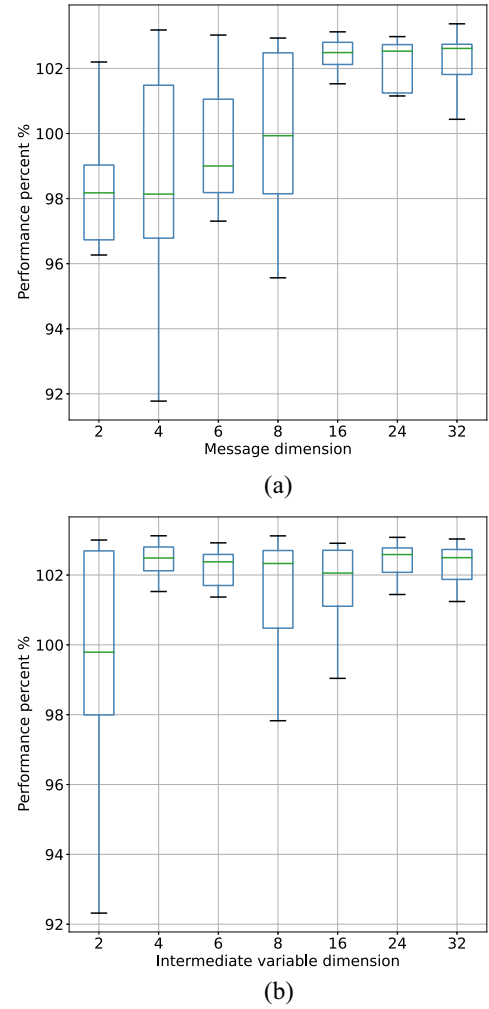 Performance percent %
102
100
98
96
94
92
2 4 6 8 16 24 32
Message dimension
(a)
Performance percent %
102
100
98
96
94
92
2 4 6 8 16 24 32
Intermediate variable dimension
(b)